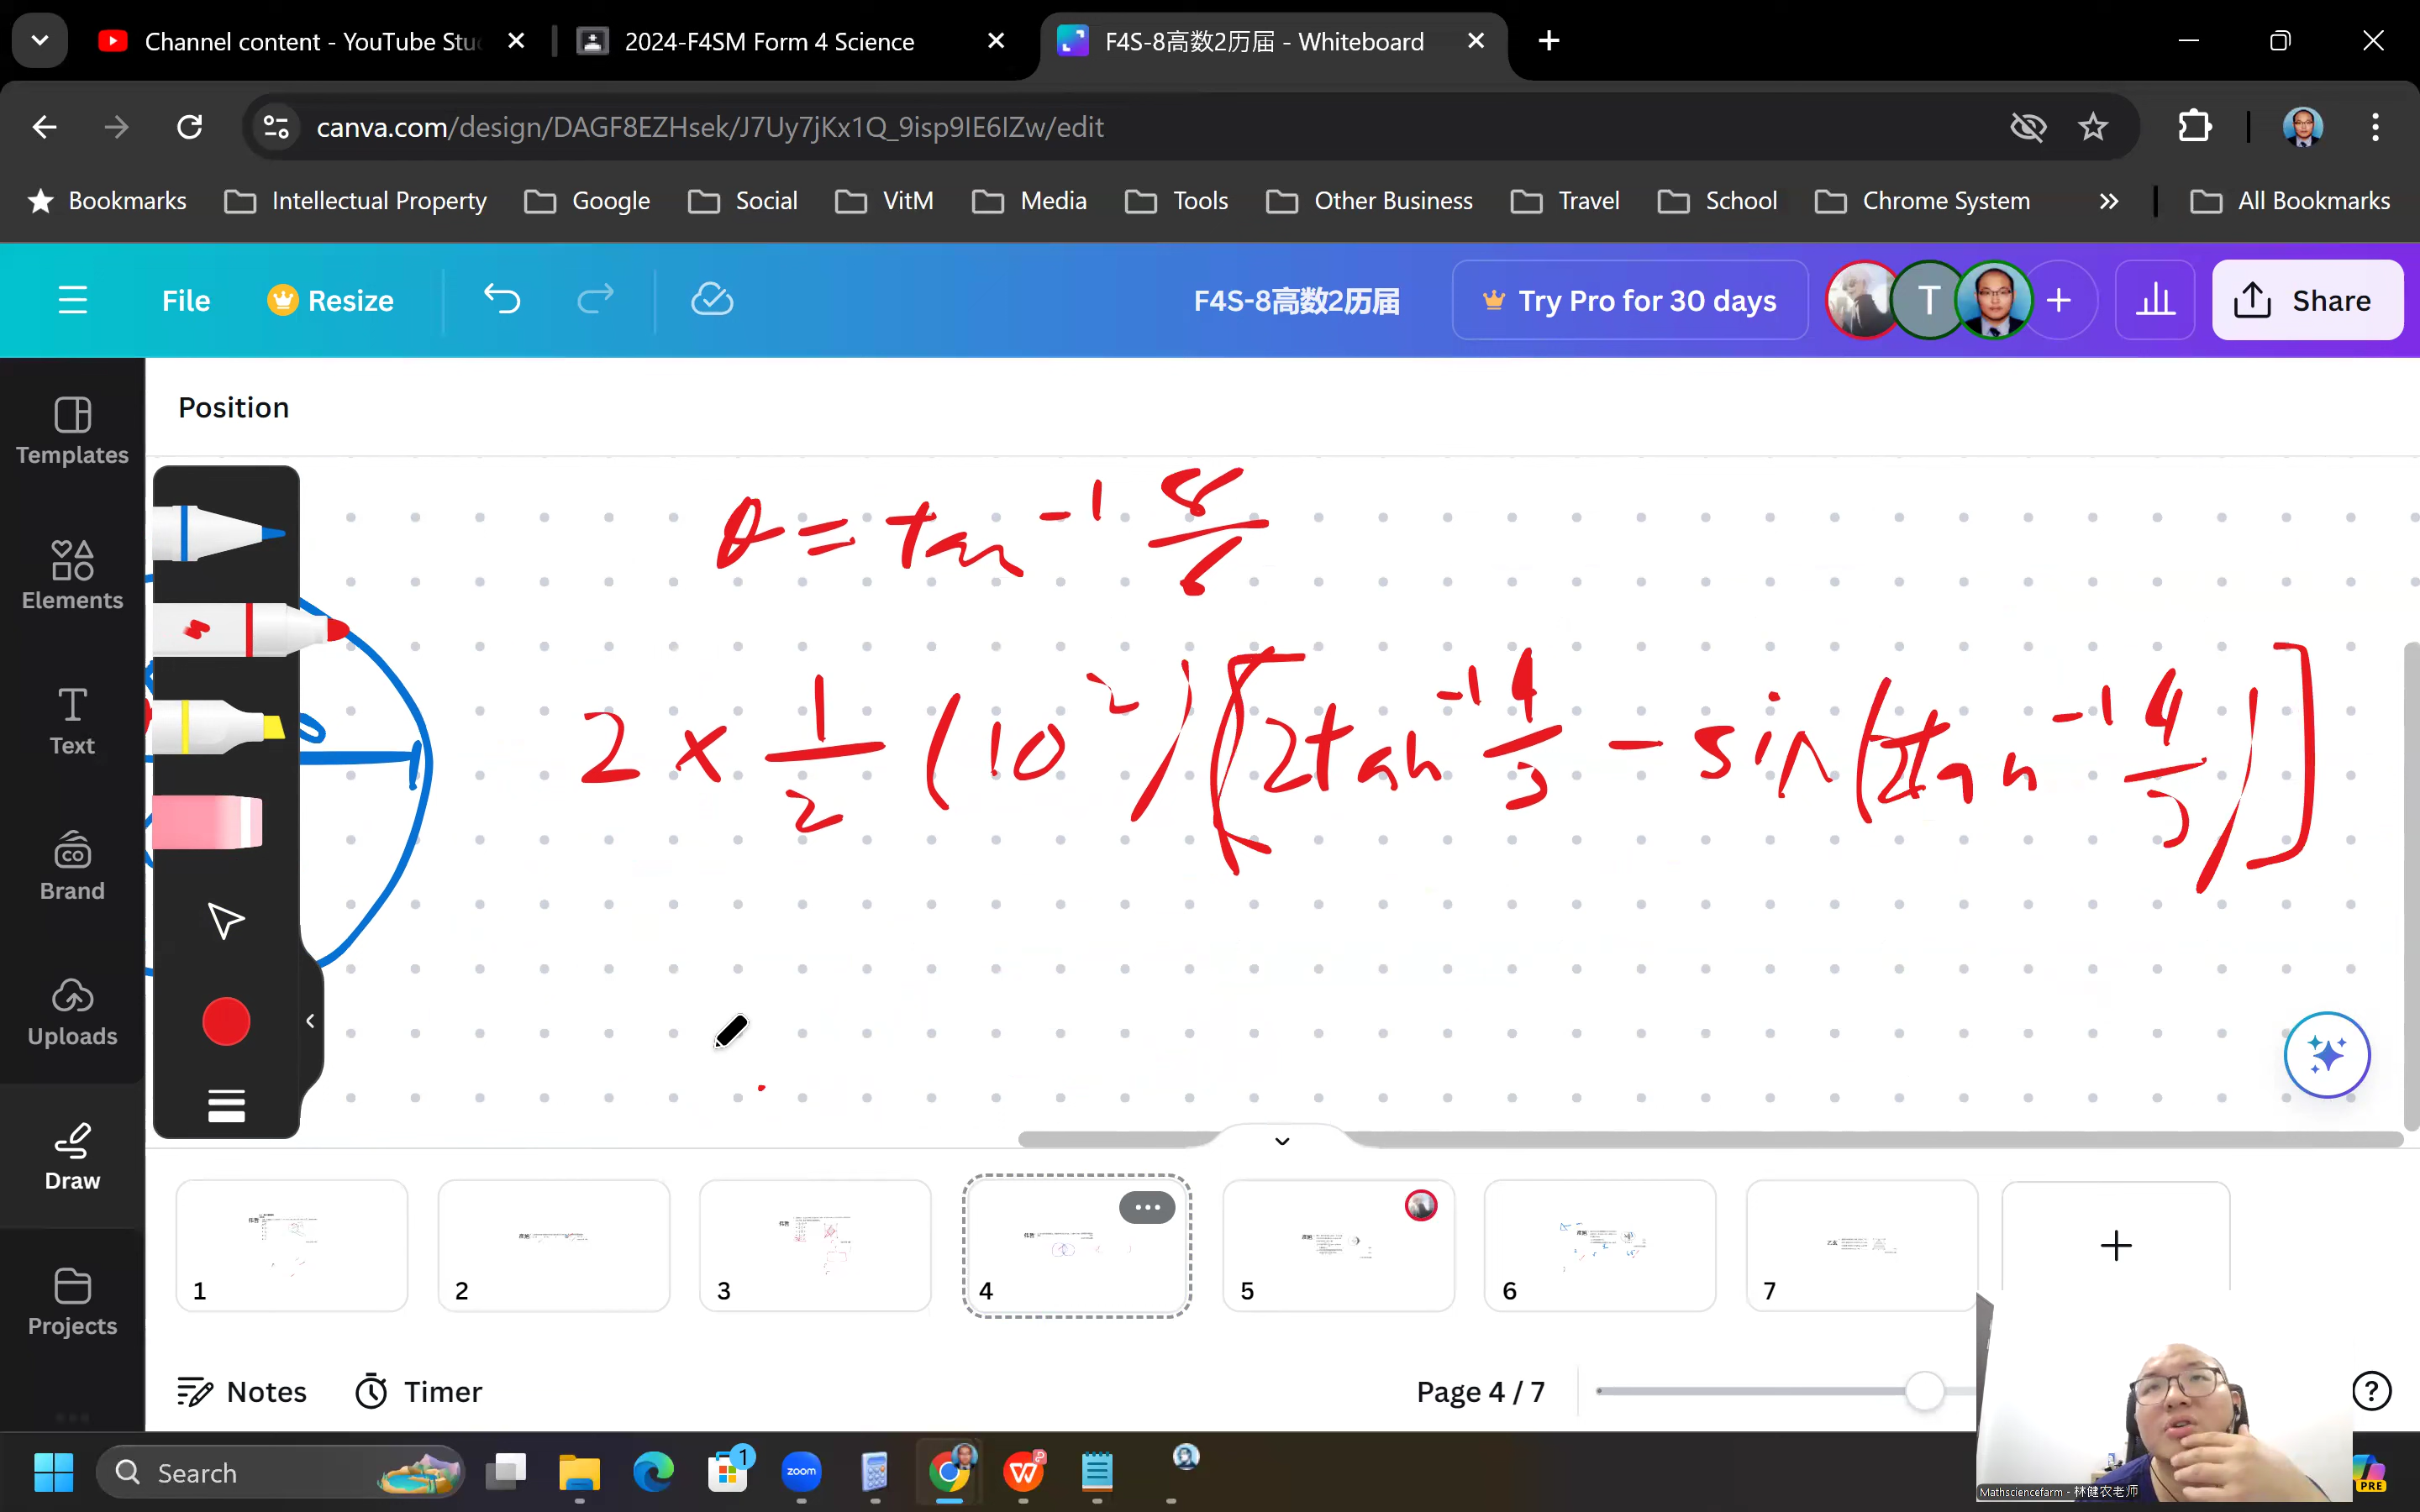 Channel content - YouTube Stu
2024-F4SM Form 4 Science
F4S-8高数2历届 - Whiteboard
canva.com/design/DAGF8EZHsek/J7Uy7jKx1Q_9isp9IE6IZw/edit
Bookmarks Intellectual Property Google Social VitM Media Tools Other Business Travel School Chrome System » All Bookmarks
File Resize F4S-8高数2历届 Try Pro for 30 days T Share
Position
Templates
Elements
Text
Brand
Uploads
Draw
Projects
θ = tan⁻¹ 8/6
2 × 1/2 (10²) [2tan⁻¹ 4/3 − sin(2tan⁻¹ 4/3)]
1 2 3 4 5 6 7
Notes Timer Page 4 / 7
Mathsciencefarm - 林健农老师
Search 1 zoom PRE